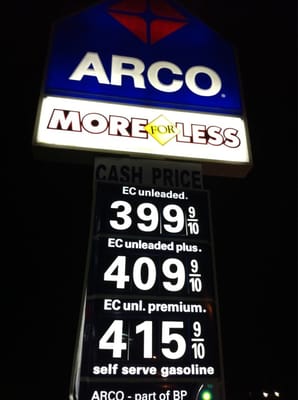 ARCO
MORE FOR LESS
CASH PRICE
EC unleaded.
399 9/10
EC unleaded plus.
409 9/10
EC unl. premium.
415 9/10
self serve gasoline
ARCO - part of BP